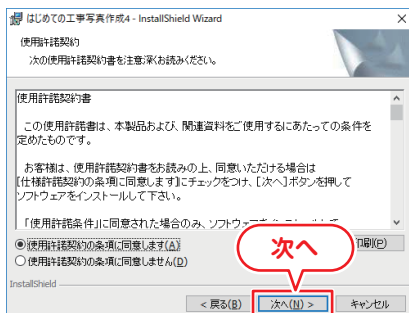 はじめての工事写真作成4 - InstallShield Wizard
使用許諾契約
次の使用許諾契約書を注意深くお読みください。
使用許諾契約書
この使用許諾書は、本製品および、関連資料をご使用するにあたっての条件を
定めたものです。
お客様は、使用許諾契約書をお読みの上、同意いただける場合は
[仕様許諾契約の条項に同意します]にチェックをつけ、[次へ]ボタンを押して
ソフトウェアをインストールして下さい。
「使用許諾条件」に同意された場合のみ、ソフトウェア
使用許諾契約の条項に同意します(A)
印刷(P)
次へ
使用許諾契約の条項に同意しません(D)
InstallShield
< 戻る(B)
次へ(N) >
キャンセル